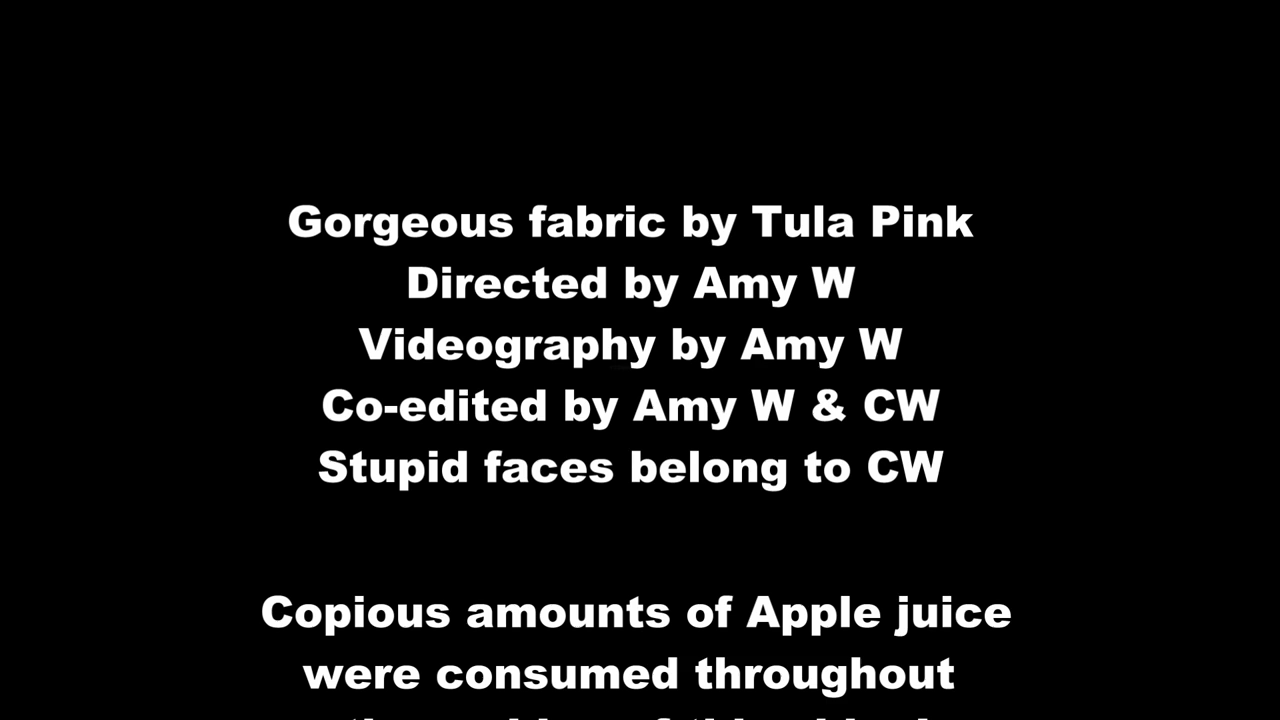 Gorgeous fabric by Tula Pink
Directed by Amy W
Videography by Amy W
Co-edited by Amy W & CW
Stupid faces belong to CW
Copious amounts of Apple juice
were consumed throughout